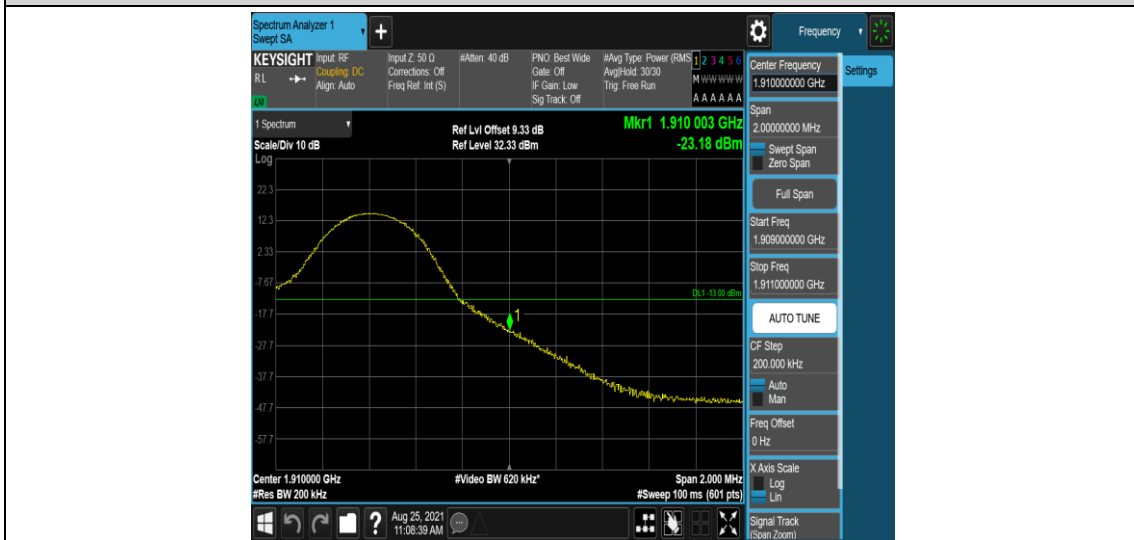 Spectrum Analyzer 1
Swept SA
Frequency
KEYSIGHT
RL
Input: RF
Coupling: DC
Align: Auto
Input Z: 50 Ω
Corrections: Off
Freq Ref: Int (S)
#Atten: 40 dB
PNO: Best Wide
Gate: Off
IF Gain: Low
Sig Track: Off
#Avg Type: Power (RMS
Avg|Hold: 30/30
Trig: Free Run
1 2 3 4 5 6
M W W W W W
A A A A A A
1 Spectrum
Scale/Div 10 dB
Log
Ref Lvl Offset 9.33 dB
Ref Level 32.33 dBm
Mkr1 1.910 003 GHz
-23.18 dBm
22.3
12.3
2.33
-7.67
-17.7
-27.7
-37.7
-47.7
-57.7
DL1 -13.00 dBm
1
Center 1.910000 GHz
#Res BW 200 kHz
#Video BW 620 kHz*
Span 2.000 MHz
#Sweep 100 ms (601 pts)
Aug 25, 2021
11:08:39 AM
Settings
Center Frequency
1.910000000 GHz
Span
2.00000000 MHz
Swept Span
Zero Span
Full Span
Start Freq
1.909000000 GHz
Stop Freq
1.911000000 GHz
AUTO TUNE
CF Step
200.000 kHz
Auto
Man
Freq Offset
0 Hz
X Axis Scale
Log
Lin
Signal Track
(Span Zoom)